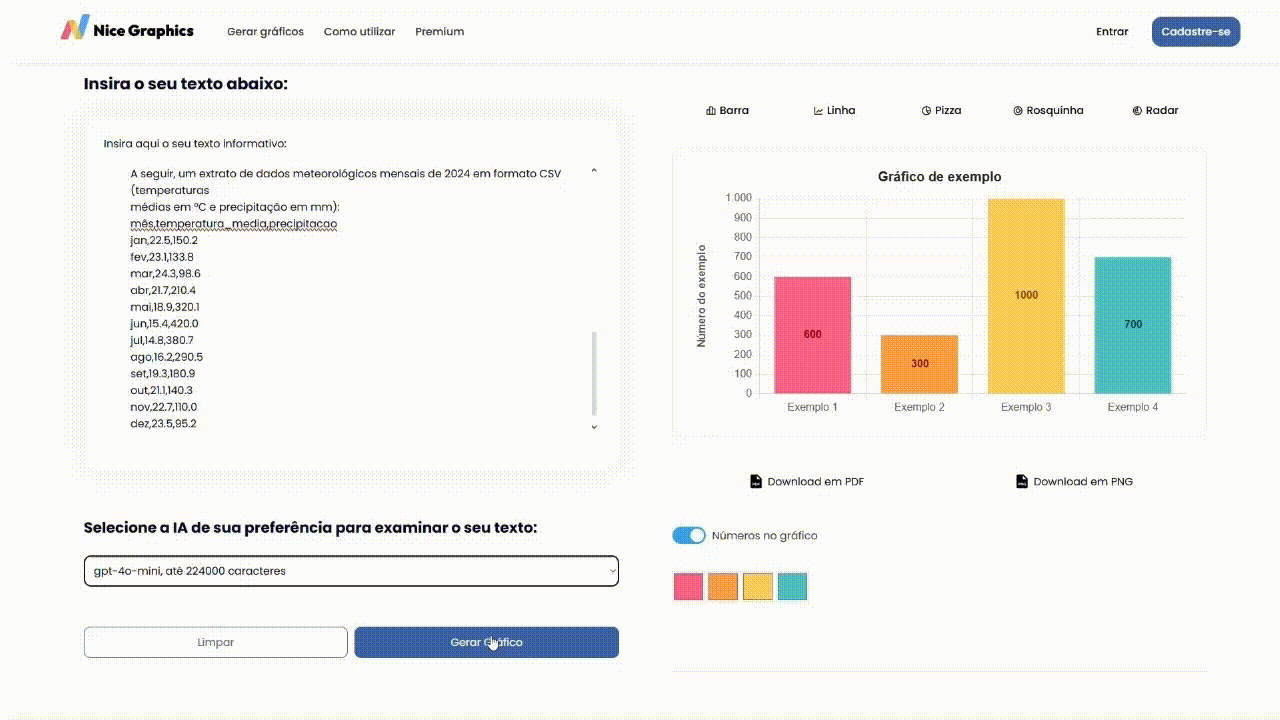 Nice Graphics
Gerar gráficos
Como utilizar
Premium
Entrar
Cadastre-se
Insira o seu texto abaixo:
Insira aqui o seu texto informativo:
A seguir, um extrato de dados meteorológicos mensais de 2024 em formato CSV
(temperaturas
médias em °C e precipitação em mm):
mês,temperatura_media,precipitacao
jan,22.5,150.2
fev,23.1,133.8
mar,24.3,98.6
abr,21.7,210.4
mai,18.9,320.1
jun,15.4,420.0
jul,14.8,380.7
ago,16.2,290.5
set,19.3,180.9
out,21.1,140.3
nov,22.7,110.0
dez,23.5,95.2
Selecione a IA de sua preferência para examinar o seu texto:
gpt-4o-mini, até 224000 caracteres
Limpar
Gerar Gráfico
Barra
Linha
Pizza
Rosquinha
Radar
Gráfico de exemplo
Número do exemplo
1.000
900
800
700
600
500
400
300
200
100
0
600
300
1000
700
Exemplo 1
Exemplo 2
Exemplo 3
Exemplo 4
Download em PDF
Download em PNG
Números no gráfico